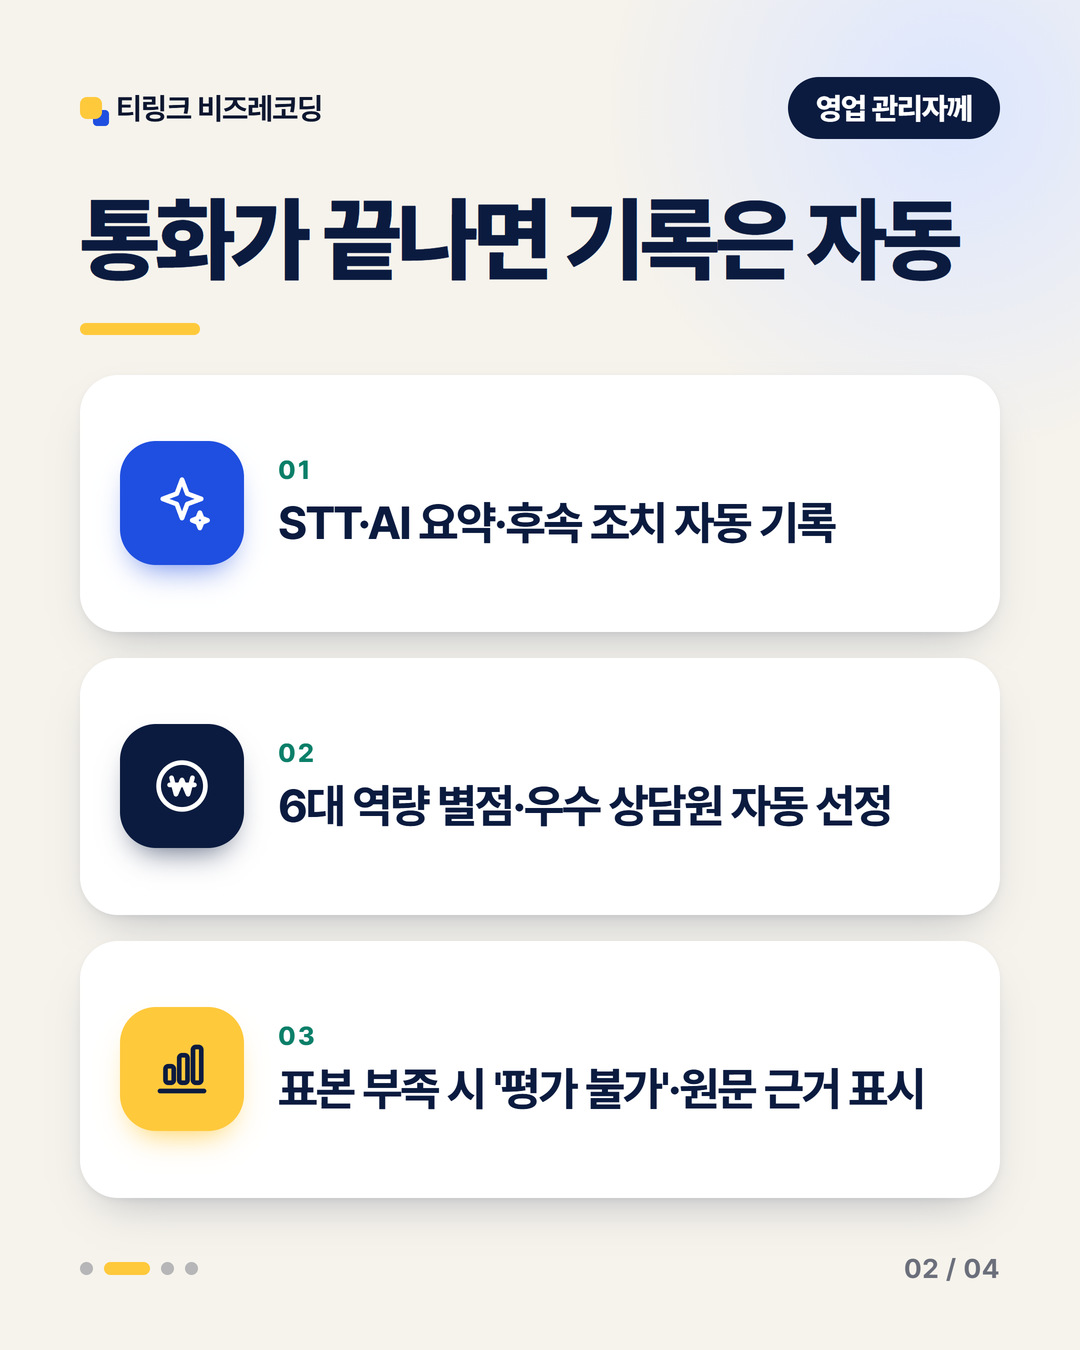 티링크 비즈레코딩
영업 관리자께
통화가 끝나면 기록은 자동
01
STT·AI 요약·후속 조치 자동 기록
02
6대 역량 별점·우수 상담원 자동 선정
03
표본 부족 시 '평가 불가'·원문 근거 표시
02 / 04